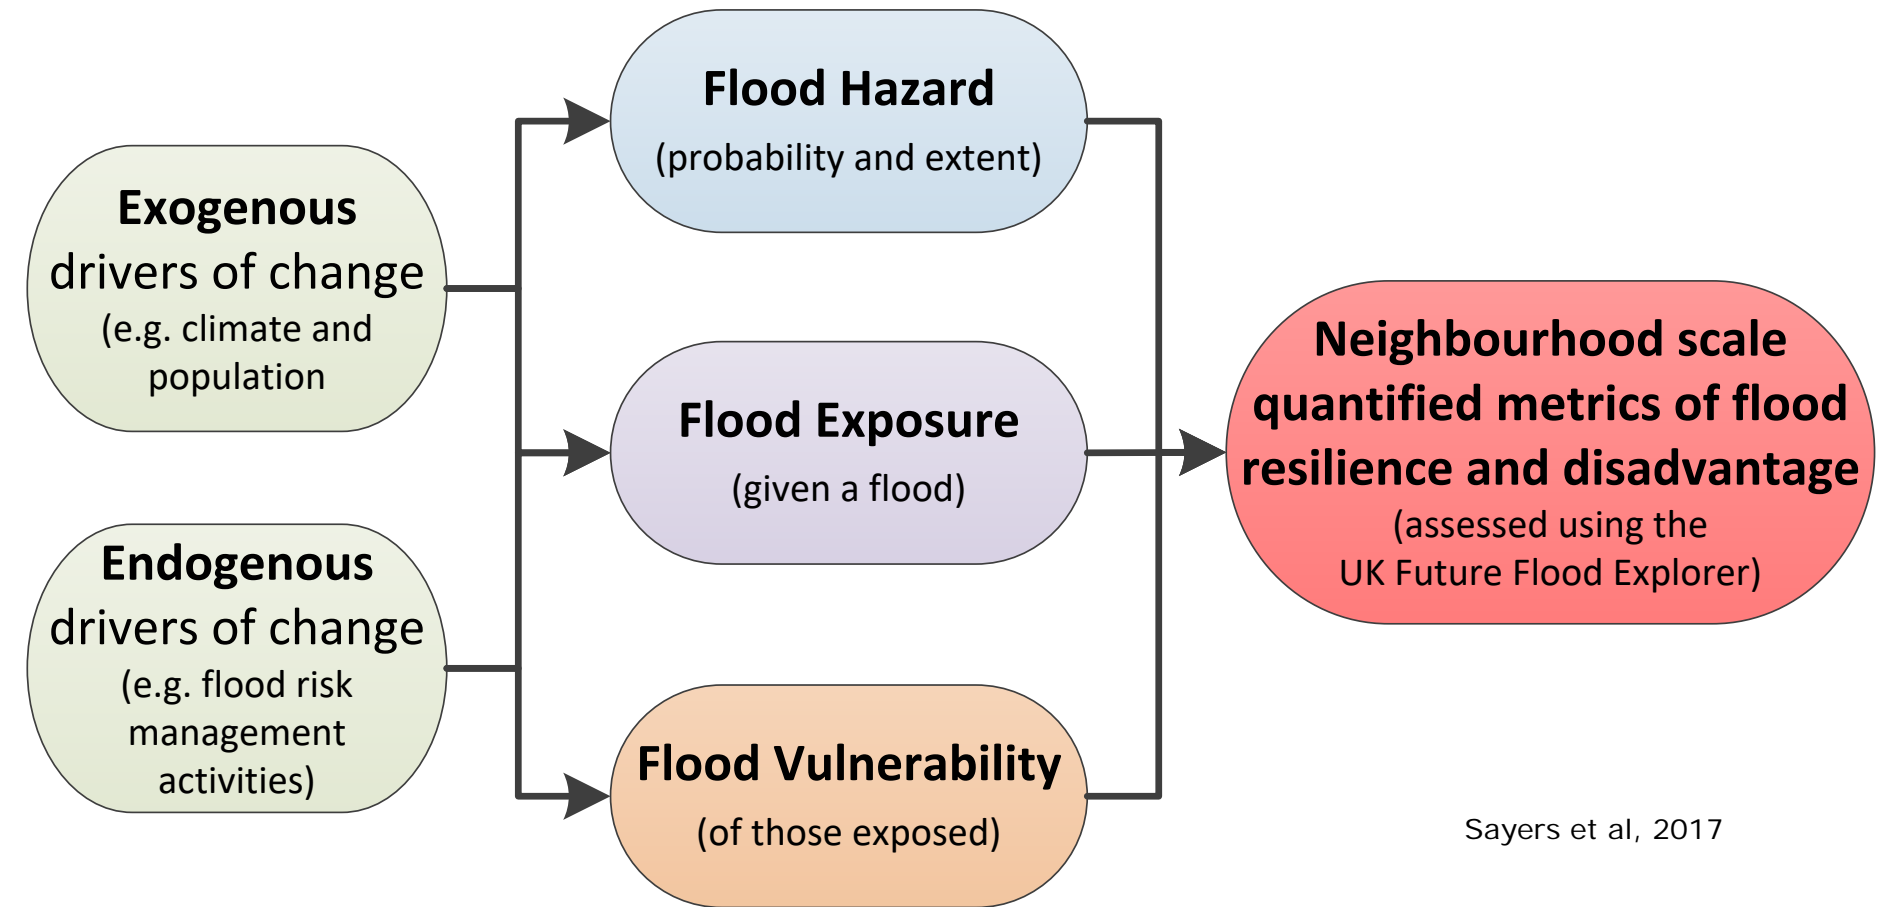 Exogenous
drivers of change
(e.g. climate and
population
Endogenous
drivers of change
(e.g. flood risk
management
activities)
Flood Hazard
(probability and extent)
Flood Exposure
(given a flood)
Flood Vulnerability
(of those exposed)
Neighbourhood scale
quantified metrics of flood
resilience and disadvantage
(assessed using the
UK Future Flood Explorer)
Sayers et al, 2017